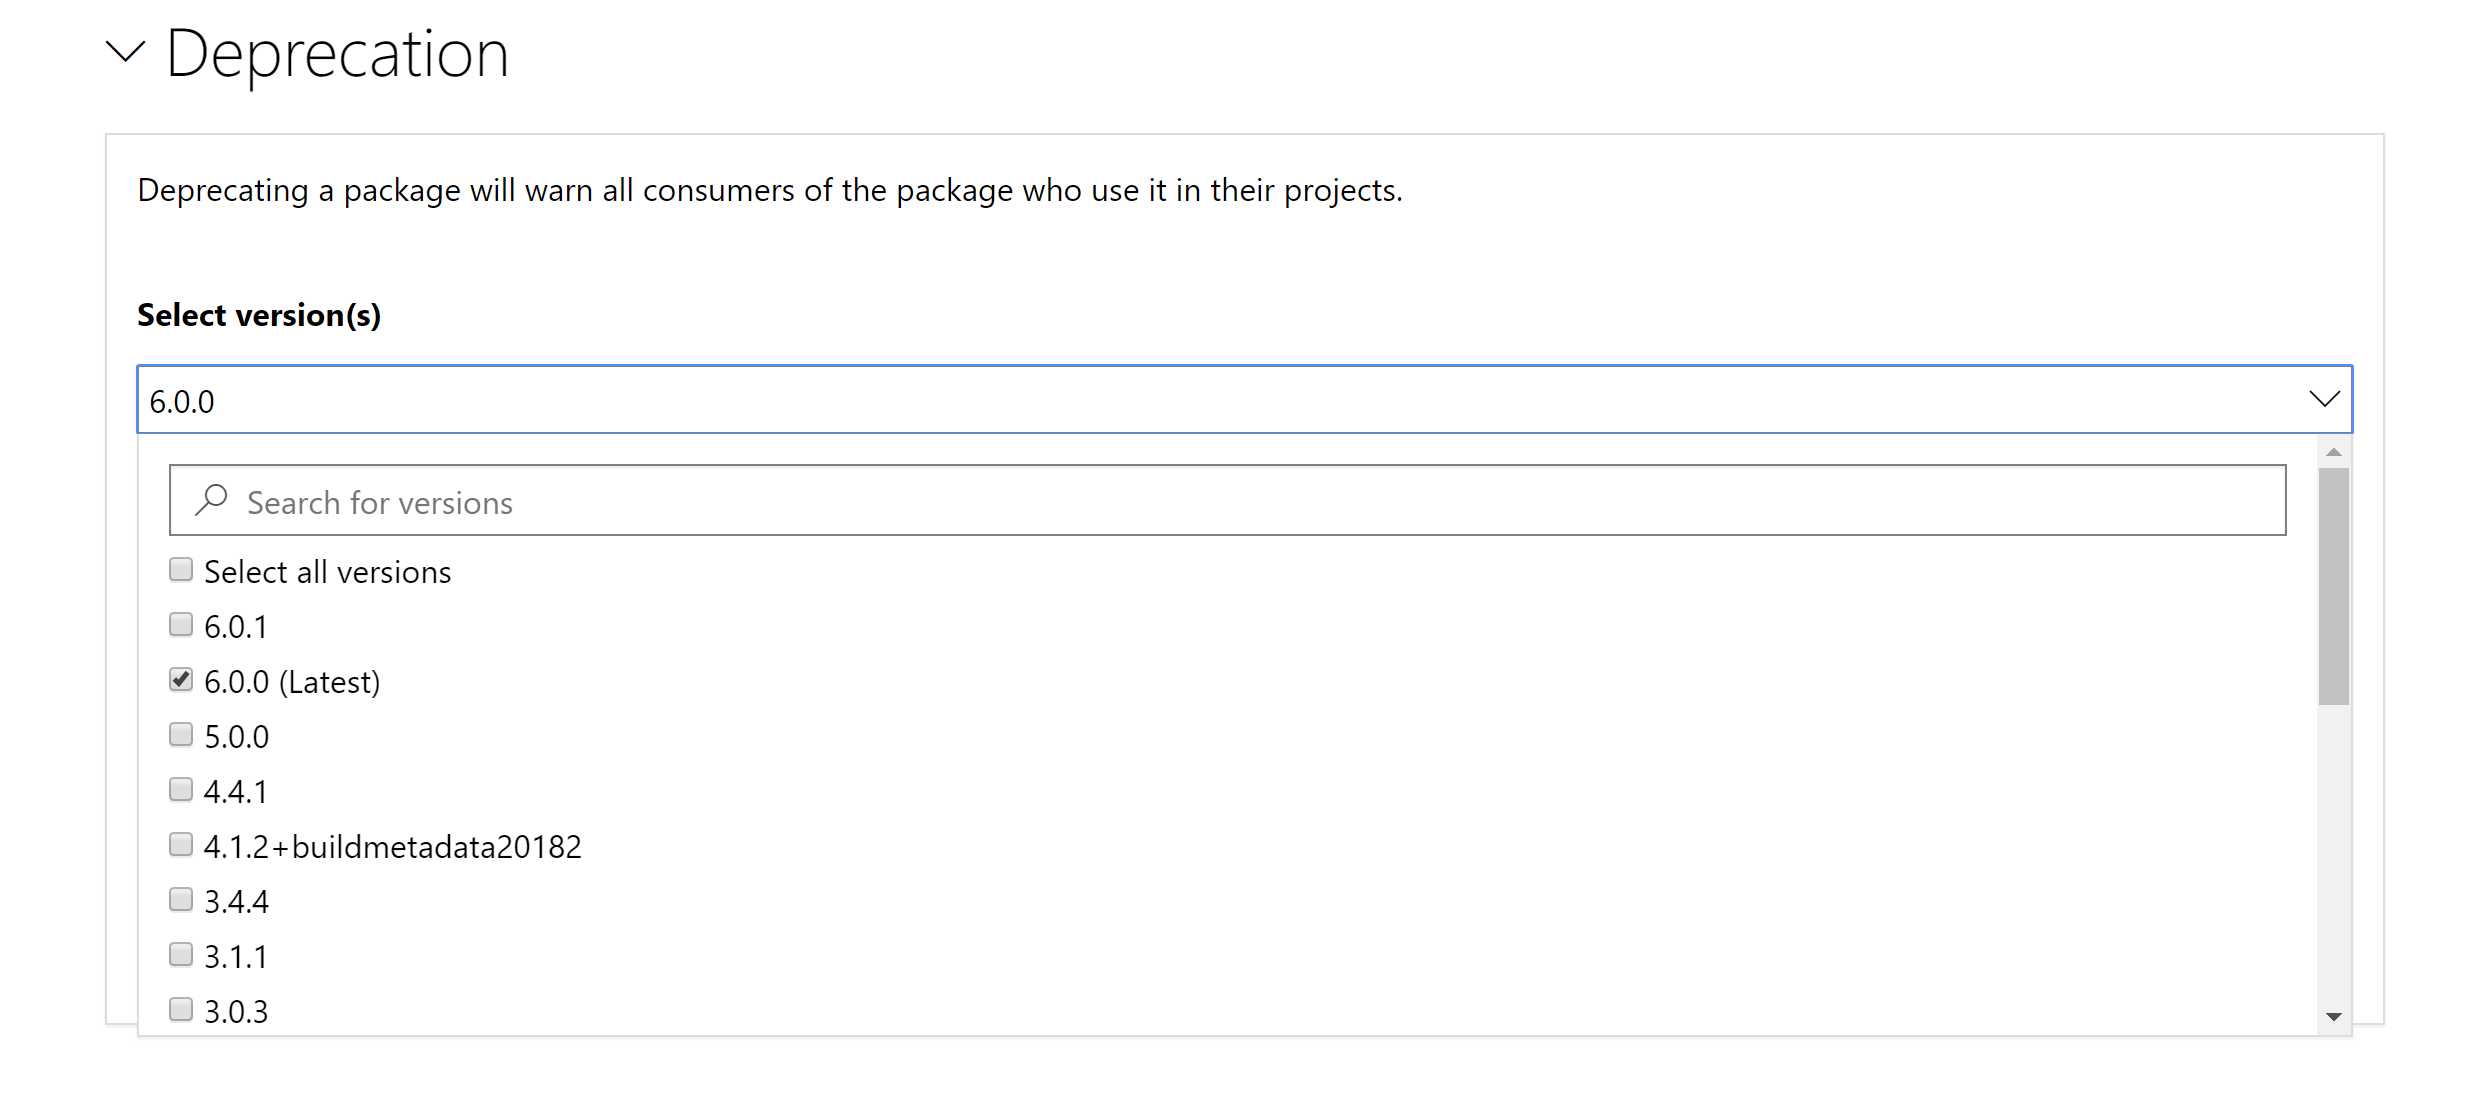 Deprecation
Deprecating a package will warn all consumers of the package who use it in their projects.
Select version(s)
6.0.0
Search for versions
Select all versions
6.0.1
6.0.0 (Latest)
5.0.0
4.4.1
4.1.2+buildmetadata20182
3.4.4
3.1.1
3.0.3